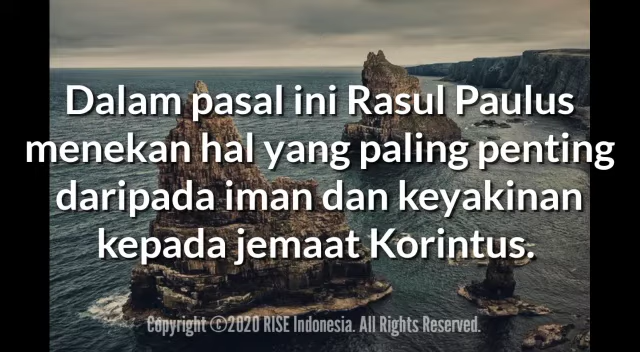 Dalam pasal ini Rasul Paulus
menekan hal yang paling penting
daripada iman dan keyakinan
kepada jemaat Korintus.
Copyright ©2020 RISE Indonesia. All Rights Reserved.